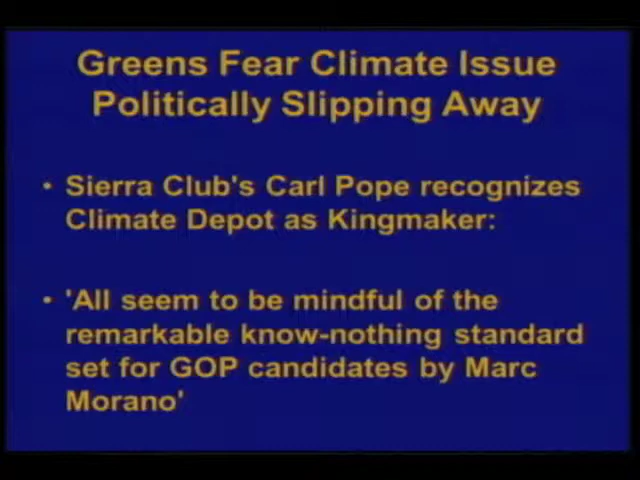 Greens Fear Climate Issue
Politically Slipping Away
• Sierra Club's Carl Pope recognizes
Climate Depot as Kingmaker:
• 'All seem to be mindful of the
remarkable know-nothing standard
set for GOP candidates by Marc
Morano'